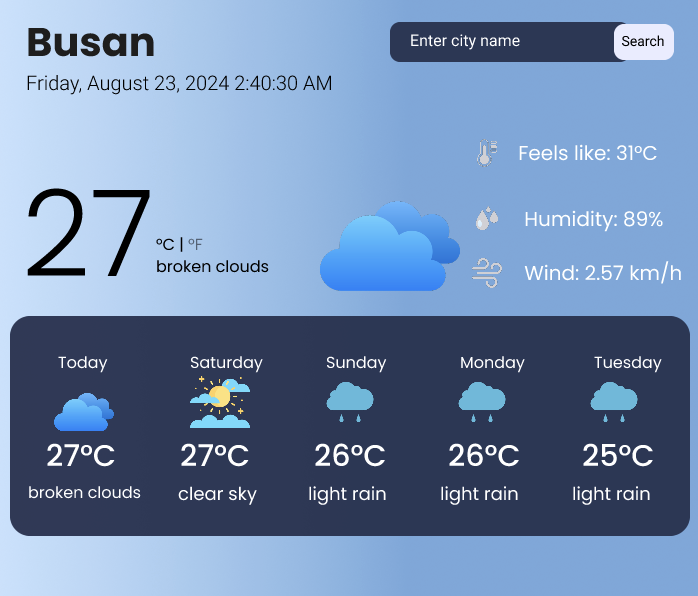 Busan
Enter city name
Search
Friday, August 23, 2024 2:40:30 AM
Feels like: 31°C
Humidity: 89%
Wind: 2.57 km/h
27
°C | °F
broken clouds
Today
Saturday
Sunday
Monday
Tuesday
27°C
27°C
26°C
26°C
25°C
broken clouds
clear sky
light rain
light rain
light rain